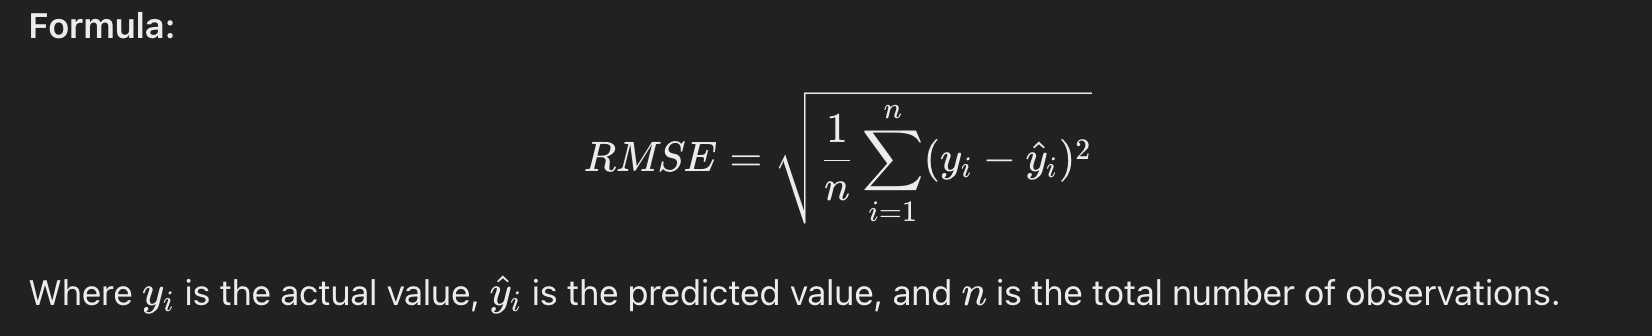 Formula:
RMSE = √(1/n ∑_{i=1}^{n} (y_i − ŷ_i)²)
Where y_i is the actual value, ŷ_i is the predicted value, and n is the total number of observations.